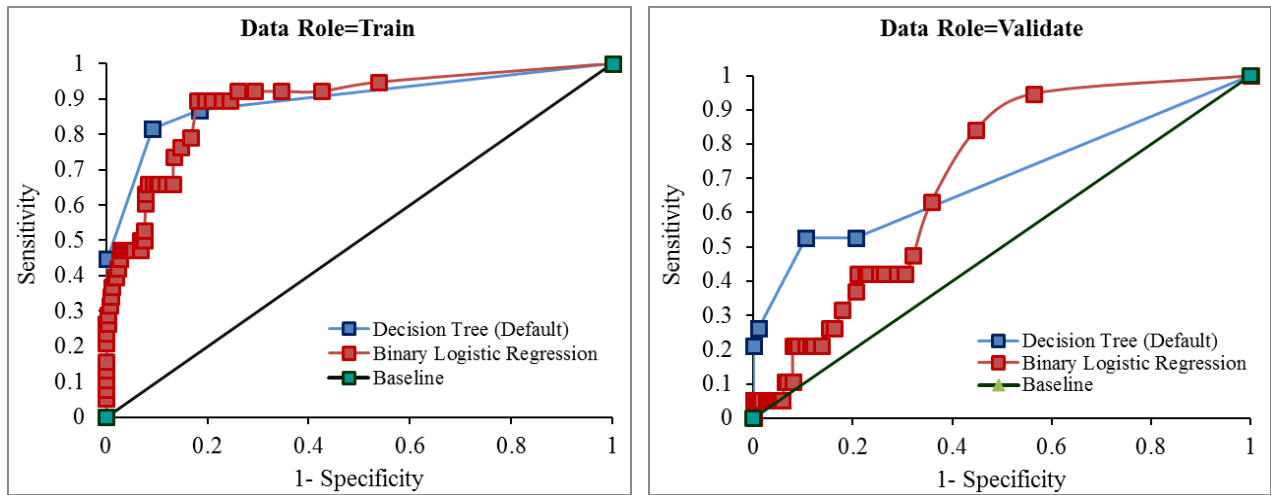 Data Role=Train
Sensitivity
1
0.9
0.8
0.7
0.6
0.5
0.4
0.3
0.2
0.1
0
Decision Tree (Default)
Binary Logistic Regression
Baseline
0 0.2 0.4 0.6 0.8 1
1- Specificity
Data Role=Validate
Sensitivity
1
0.9
0.8
0.7
0.6
0.5
0.4
0.3
0.2
0.1
0
Decision Tree (Default)
Binary Logistic Regression
Baseline
0 0.2 0.4 0.6 0.8 1
1- Specificity